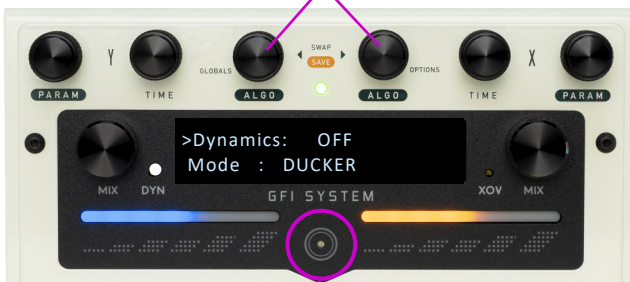 SWAP
Y GLOBALS SAVE OPTIONS X
PARAM TIME ALGO ALGO TIME PARAM
>Dynamics: OFF
Mode : DUCKER
MIX DYN XOV MIX
GFI SYSTEM